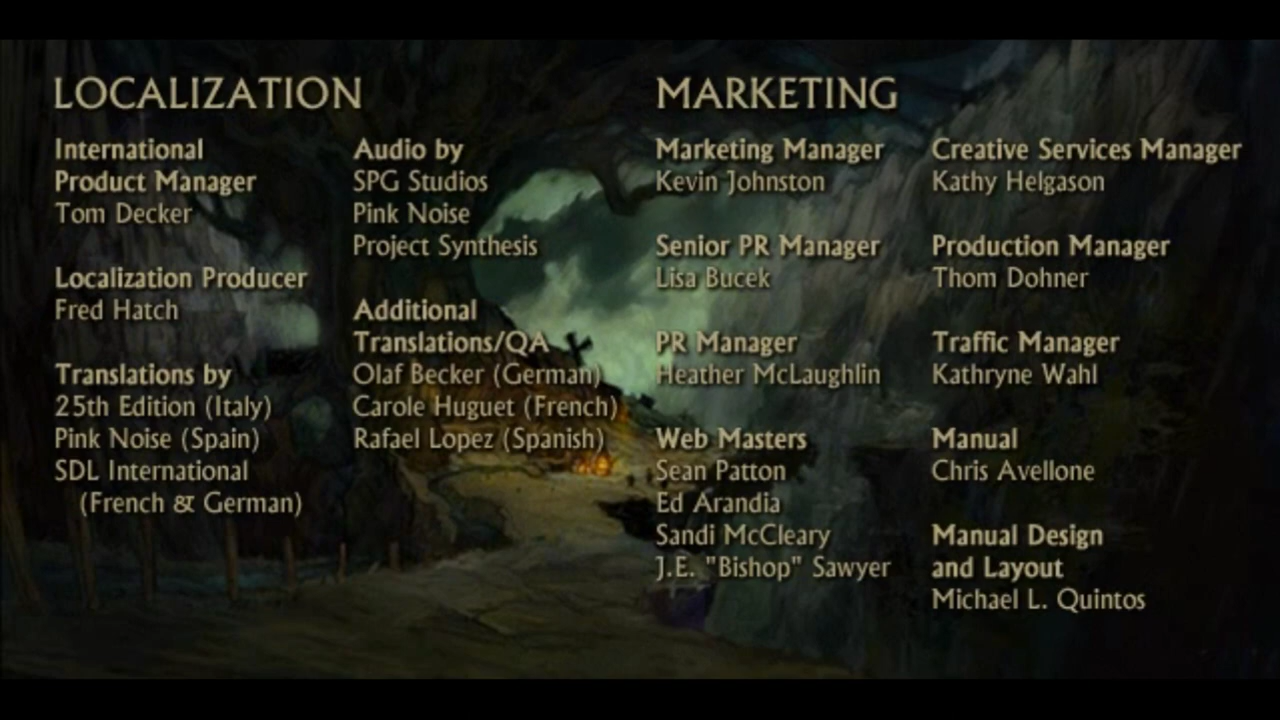 LOCALIZATION
International
Product Manager
Tom Decker
Localization Producer
Fred Hatch
Translations by
25th Edition (Italy)
Pink Noise (Spain)
SDL International
(French & German)
Audio by
SPG Studios
Pink Noise
Project Synthesis
Additional
Translations/QA
Olaf Becker (German)
Carole Huguet (French)
Rafael Lopez (Spanish)
MARKETING
Marketing Manager
Kevin Johnston
Senior PR Manager
Lisa Bucek
PR Manager
Heather McLaughlin
Web Masters
Sean Patton
Ed Arandia
Sandi McCleary
J.E. "Bishop" Sawyer
Creative Services Manager
Kathy Helgason
Production Manager
Thom Dohner
Traffic Manager
Kathryne Wahl
Manual
Chris Avellone
Manual Design
and Layout
Michael L. Quintos